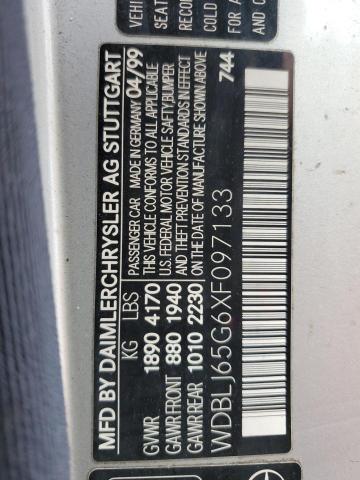 MFD BY DAIMLERCHRYSLER AG STUTTGART
PASSENGER CAR MADE IN GERMANY 04/99
KG LBS THIS VEHICLE CONFORMS TO ALL APPLICABLE
GVWR 1890 4170 U.S. FEDERAL MOTOR VEHICLE SAFTY,BUMPER
GAWR FRONT 880 1940 AND THEFT PREVENTION STANDARDS IN EFFECT
GAWR REAR 1010 2230 ON THE DATE OF MANUFACTURE SHOWN ABOVE
744
WDBLJ65G6XF097133
COLD